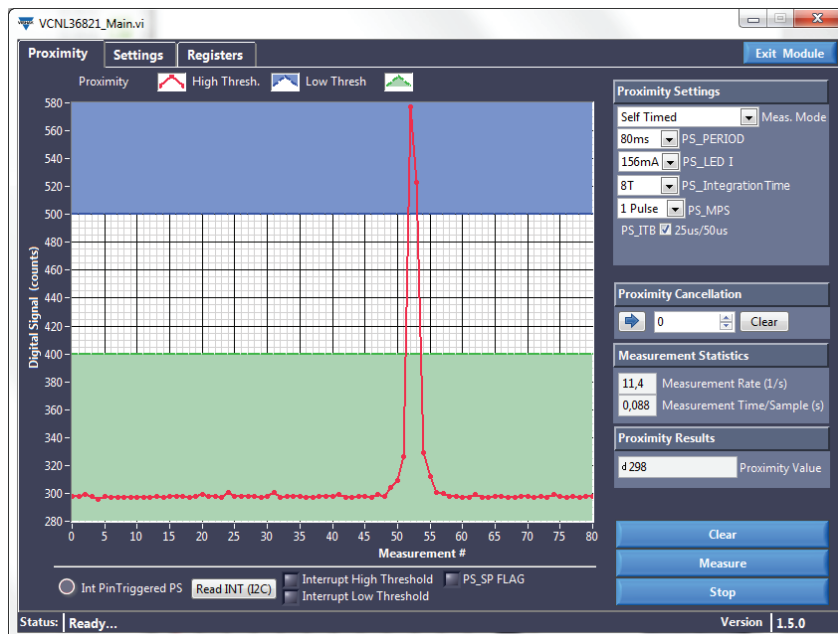 VCNL36821_Main.vi
Proximity Settings Registers
Exit Module
Proximity High Thresh. Low Thresh
580
560
540
520
500
480
460
440
420
400
380
360
340
320
300
280
Digital Signal (counts)
0 5 10 15 20 25 30 35 40 45 50 55 60 65 70 75 80
Measurement #
Proximity Settings
Self Timed Meas. Mode
80ms PS_PERIOD
156mA PS_LED I
8T PS_IntegrationTime
1 Pulse PS_MPS
PS_ITB 25us/50us
Proximity Cancellation
0 Clear
Measurement Statistics
11,4 Measurement Rate (1/s)
0,088 Measurement Time/Sample (s)
Proximity Results
d 298 Proximity Value
Clear
Measure
Stop
Int PinTriggered PS
Read INT (I2C)
Interrupt High Threshold
Interrupt Low Threshold
PS_SP FLAG
Status: Ready...
Version 1.5.0